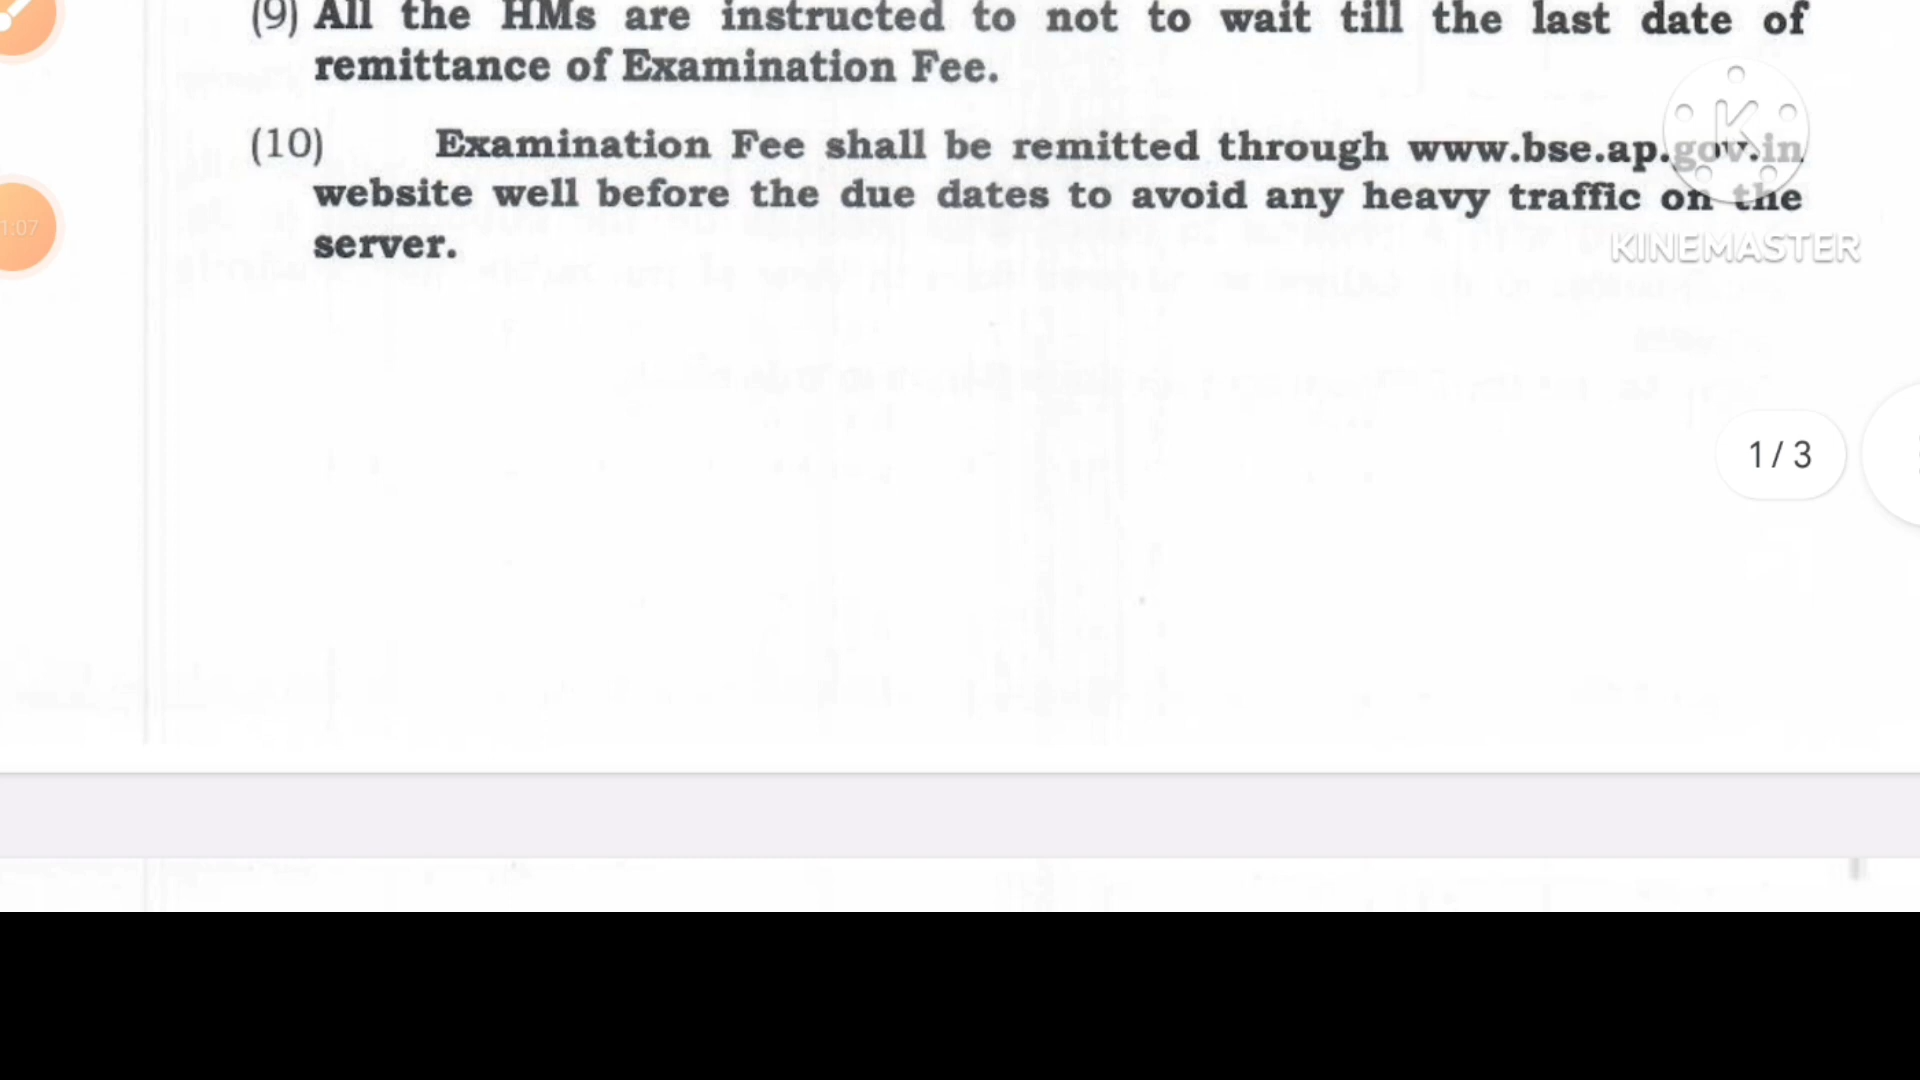 (9) All the HMs are instructed to not to wait till the last date of
remittance of Examination Fee.
(10) Examination Fee shall be remitted through www.bse.ap.gov.in
website well before the due dates to avoid any heavy traffic on the
server.
KINEMASTER
1:07
1 / 3